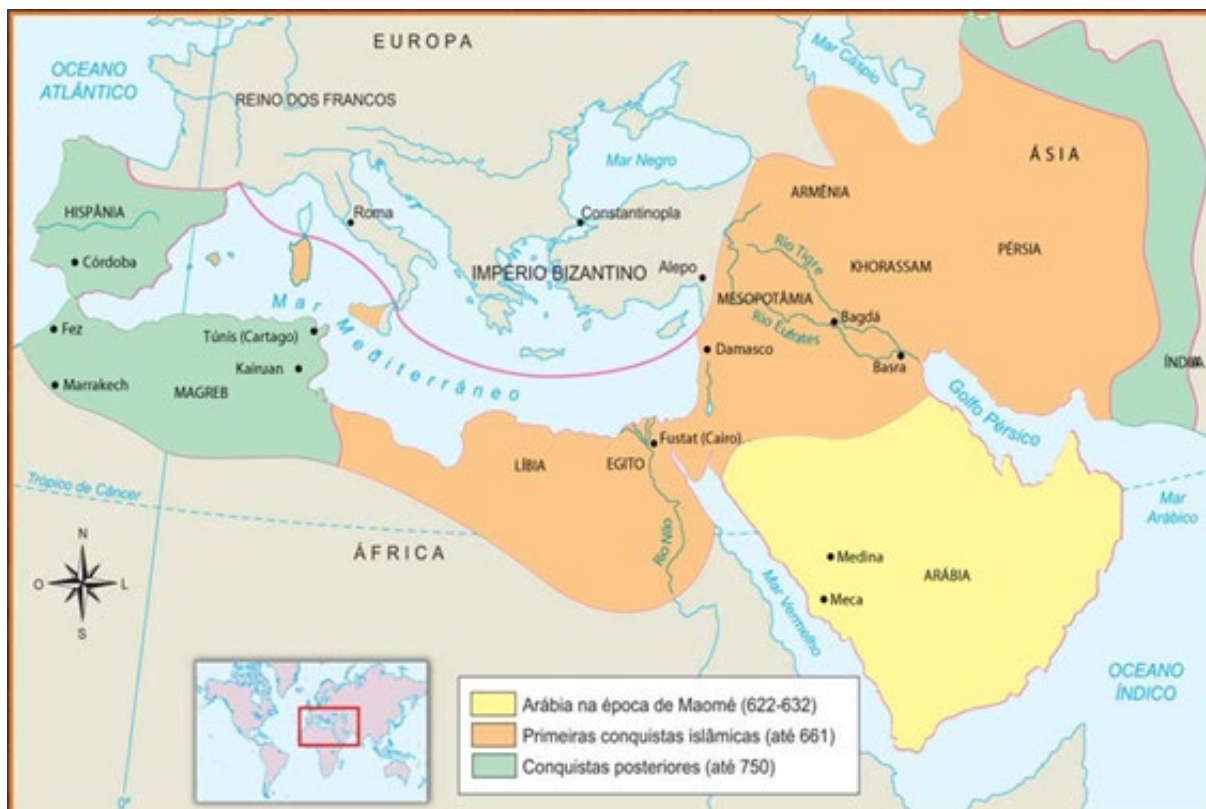 EUROPA
OCEANO
ATLÂNTICO
REINO DOS FRANCOS
Mar Cáspio
Mar Negro
ÁSIA
ARMÊNIA
HISPÂNIA
Roma
Constantinopla
Córdoba
IMPÉRIO BIZANTINO
Alepo
Rio Tigre
KHORASSAM
PÉRSIA
MESOPOTÂMIA
Mar Mediterrâneo
Fez
Túnis (Cartago)
Bagdá
Rio Eufrates
Damasco
Basra
Kairuan
Marrakech
MAGREB
ÍNDIA
Golfo Pérsico
Fustat (Cairo)
LÍBIA
EGITO
Trópico de Câncer
Mar
Arábico
ÁFRICA
Rio Nilo
Mar Vermelho
Medina
ARÁBIA
Meca
N
O
L
S
OCEANO
ÍNDICO
Arábia na época de Maomé (622-632)
Primeiras conquistas islâmicas (até 661)
Conquistas posteriores (até 750)
0°